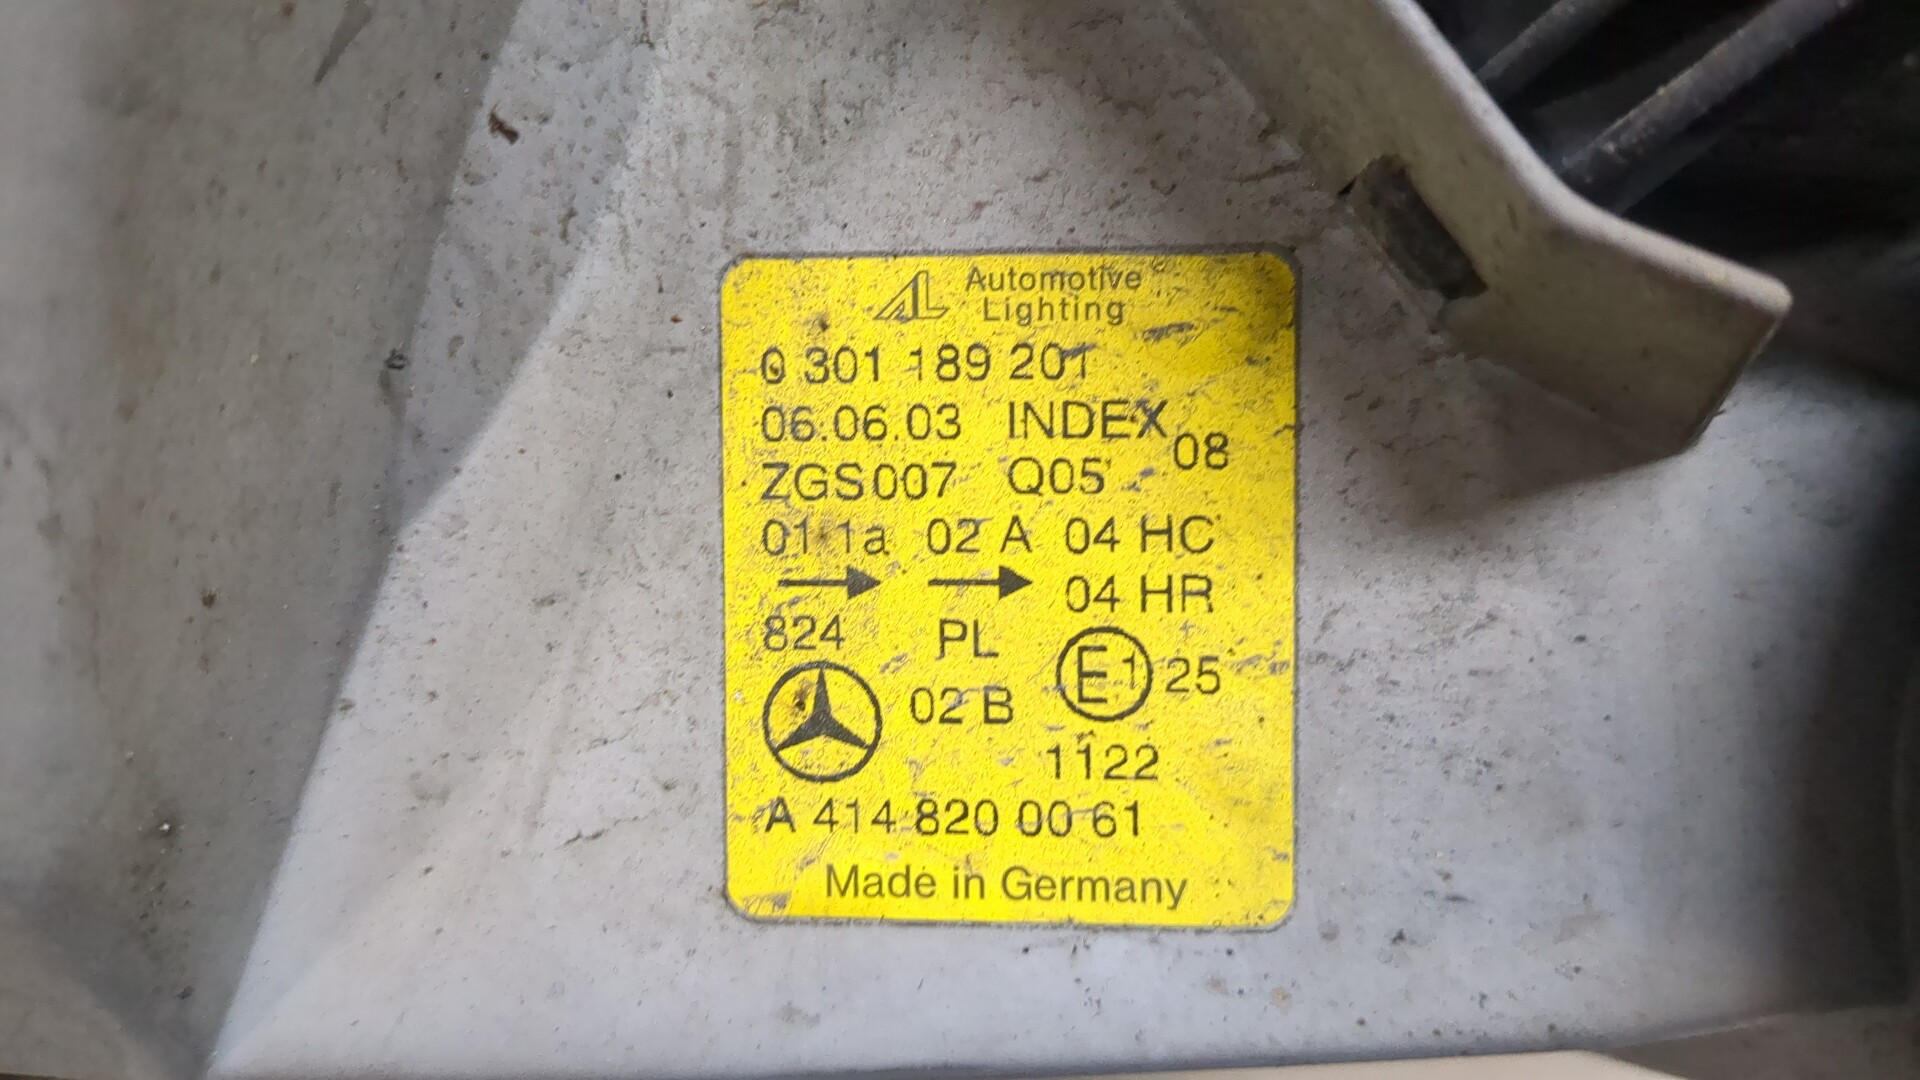 AL Automotive
Lighting
0 301 189 201
06.06.03 INDEX 08
ZGS007 Q05
01 1a 02 A 04 HC
04 HR
824 PL
E1 25
02 B
1122
A 414 820 00 61
Made in Germany